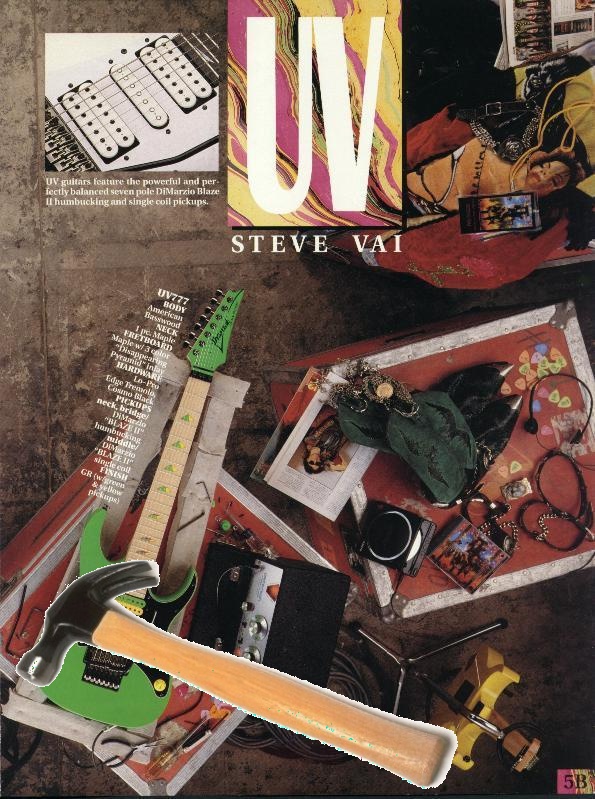 UV
STEVE VAI
UV guitars feature the powerful and per-
fectly balanced seven pole DiMarzio Blaze
II humbucking and single coil pickups.
UV777
BODY
American
Basswood
NECK
1 pc. Maple
FRETBOARD
Maple w/ 3 color
"Disappearing
Pyramid" inlay
HARDWARE
Lo-Pro
Edge Tremolo,
Cosmo Black
PICKUPS
neck, bridge/
DiMarzio
"BLAZE II"
humbucking
middle/
DiMarzio
"BLAZE II"
single coil
FINISH
GR (w/green
& yellow
pickups)
Ibanez
5B